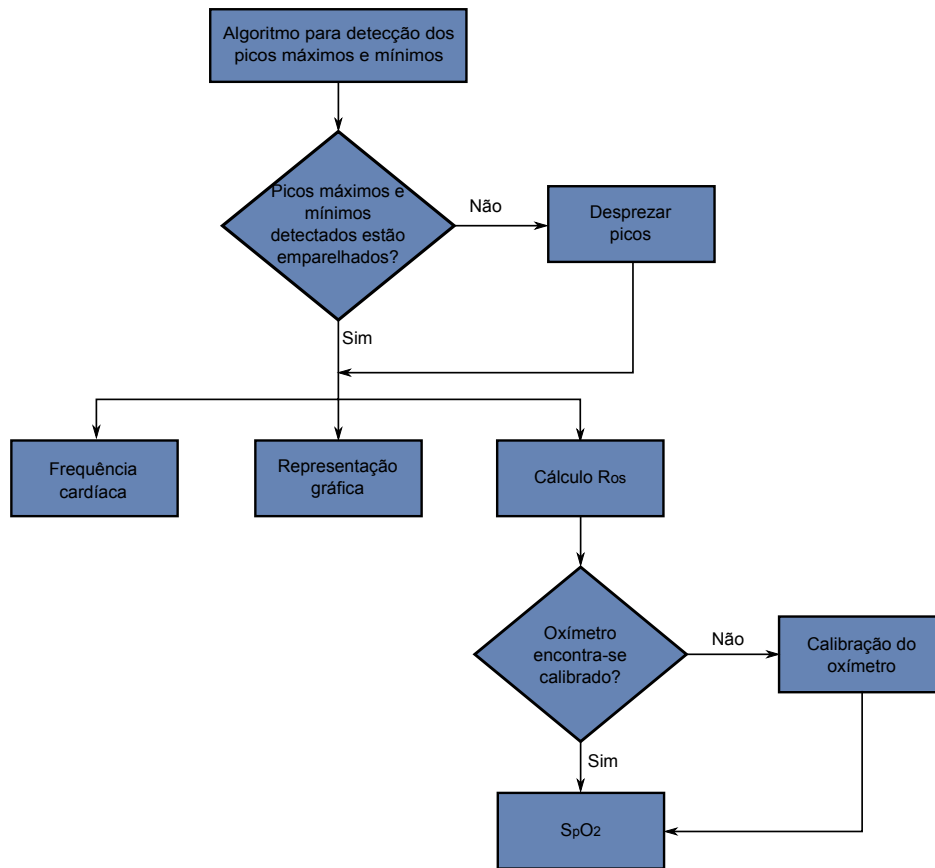 Algoritmo para detecção dos
picos máximos e mínimos
Picos máximos e
mínimos
detectados estão
emparelhados?
Não
Desprezar
picos
Sim
Frequência
cardíaca
Representação
gráfica
Cálculo Ros
Oxímetro
encontra-se
calibrado?
Não
Calibração do
oxímetro
Sim
SpO2